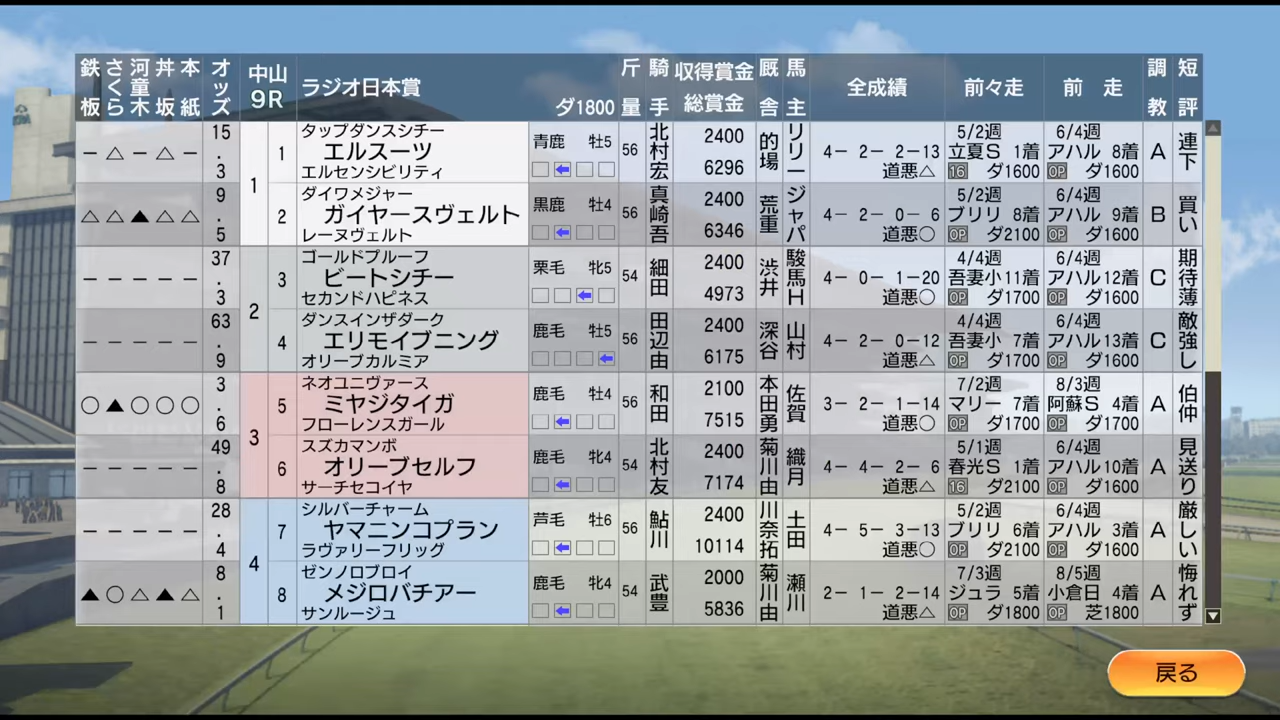 鉄板 さくら 河童木 丼坂 本紙 オッズ 中山9R ラジオ日本賞 ダ1800 斤量 騎手 収得賞金 総賞金 厩舎 馬主 全成績 前々走 前 走 調教 短評
1
－ △ － △ － 15.3 1 タップダンスシチー
エルスーツ
エルセンシビリティ
青鹿 牡5 56 北村宏 2400 6296 的場 リリー 4－ 2－ 2－13 道悪△
5/2週 立夏S 1着 16 ダ1600
6/4週 アハル 8着 OP ダ1600
A 連下
△ △ ▲ △ △ 9.5 2 ダイワメジャー
ガイヤースヴェルト
レーヌヴェルト
黒鹿 牡4 56 真崎吾 2400 6346 荒重 ジャパ 4－ 2－ 0－ 6 道悪○
5/2週 ブリリ 8着 OP ダ2100
6/4週 アハル 9着 OP ダ1600
B 買い
2
－ － － － － 37.3 3 ゴールドプルーフ
ビートシチー
セカンドハピネス
栗毛 牝5 54 細田 2400 4973 渋井 駿馬H 4－ 0－ 1－20 道悪○
4/4週 吾妻小 11着 OP ダ1700
6/4週 アハル 12着 OP ダ1600
C 期待薄
－ － － － － 63.9 4 ダンスインザダーク
エリモイブニング
オリーブカルミア
鹿毛 牡5 56 田辺由 2400 6175 深谷 山村 4－ 2－ 0－12 道悪△
4/4週 吾妻小 7着 OP ダ1700
6/4週 アハル 13着 OP ダ1600
C 敵強し
3
○ ▲ ○ ○ ○ 3.6 5 ネオユニヴァース
ミヤジタイガ
フローレンスガール
鹿毛 牡4 56 和田 2100 7515 本田勇 佐賀 3－ 2－ 1－14 道悪○
7/2週 マリー 7着 OP ダ1700
8/3週 阿蘇S 4着 OP ダ1700
A 伯仲
－ － － － － 49.8 6 スズカマンボ
オリーブセルフ
サーチセコイヤ
鹿毛 牝4 54 北村友 2400 7174 菊川由 織月 4－ 4－ 2－ 6 道悪△
5/1週 春光S 1着 16 ダ2100
6/4週 アハル 10着 OP ダ1600
A 見送り
4
－ － － － － 28.4 7 シルバーチャーム
ヤマニンコプラン
ラヴァリーフリッグ
芦毛 牡6 56 鮎川 2400 10114 川奈拓 土田 4－ 5－ 3－13 道悪○
5/2週 ブリリ 6着 OP ダ2100
6/4週 アハル 3着 OP ダ1600
A 厳しい
▲ ○ △ ▲ △ 8.1 8 ゼンノロブロイ
メジロバチアー
サンルージュ
鹿毛 牝4 54 武豊 2000 5836 菊川由 瀬川 2－ 1－ 2－14 道悪△
7/3週 ジュラ 5着 OP ダ1800
8/5週 小倉日 4着 OP 芝1800
A 悔れず
戻る